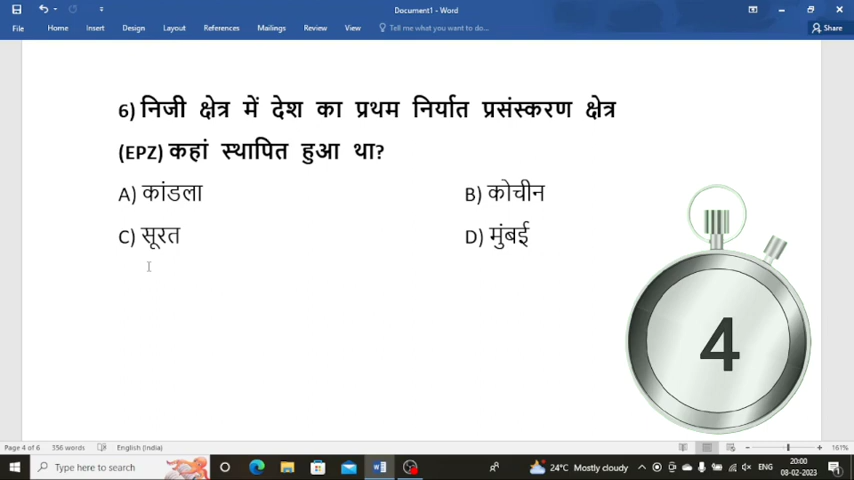 Document1 - Word
File Home Insert Design Layout References Mailings Review View Tell me what you want to do... Share
6) निजी क्षेत्र में देश का प्रथम निर्यात प्रसंस्करण क्षेत्र
(EPZ) कहां स्थापित हुआ था?
A) कांडला B) कोचीन
C) सूरत D) मुंबई
4
Page 4 of 6 356 words English (India) 161%
Type here to search 24°C Mostly cloudy ENG 20:00
08-02-2023